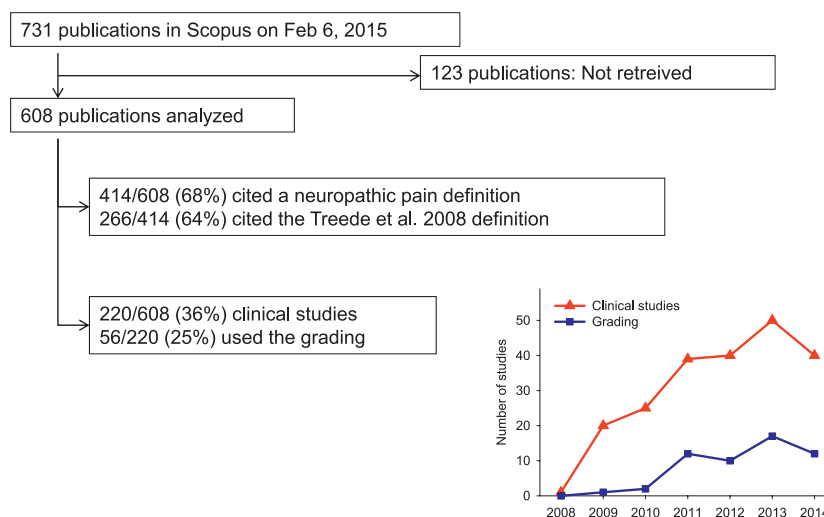 731 publications in Scopus on Feb 6, 2015
123 publications: Not retreived
608 publications analyzed
414/608 (68%) cited a neuropathic pain definition
266/414 (64%) cited the Treede et al. 2008 definition
220/608 (36%) clinical studies
56/220 (25%) used the grading
Clinical studies
Grading
Number of studies
50
40
30
20
10
0
2008 2009 2010 2011 2012 2013 2014